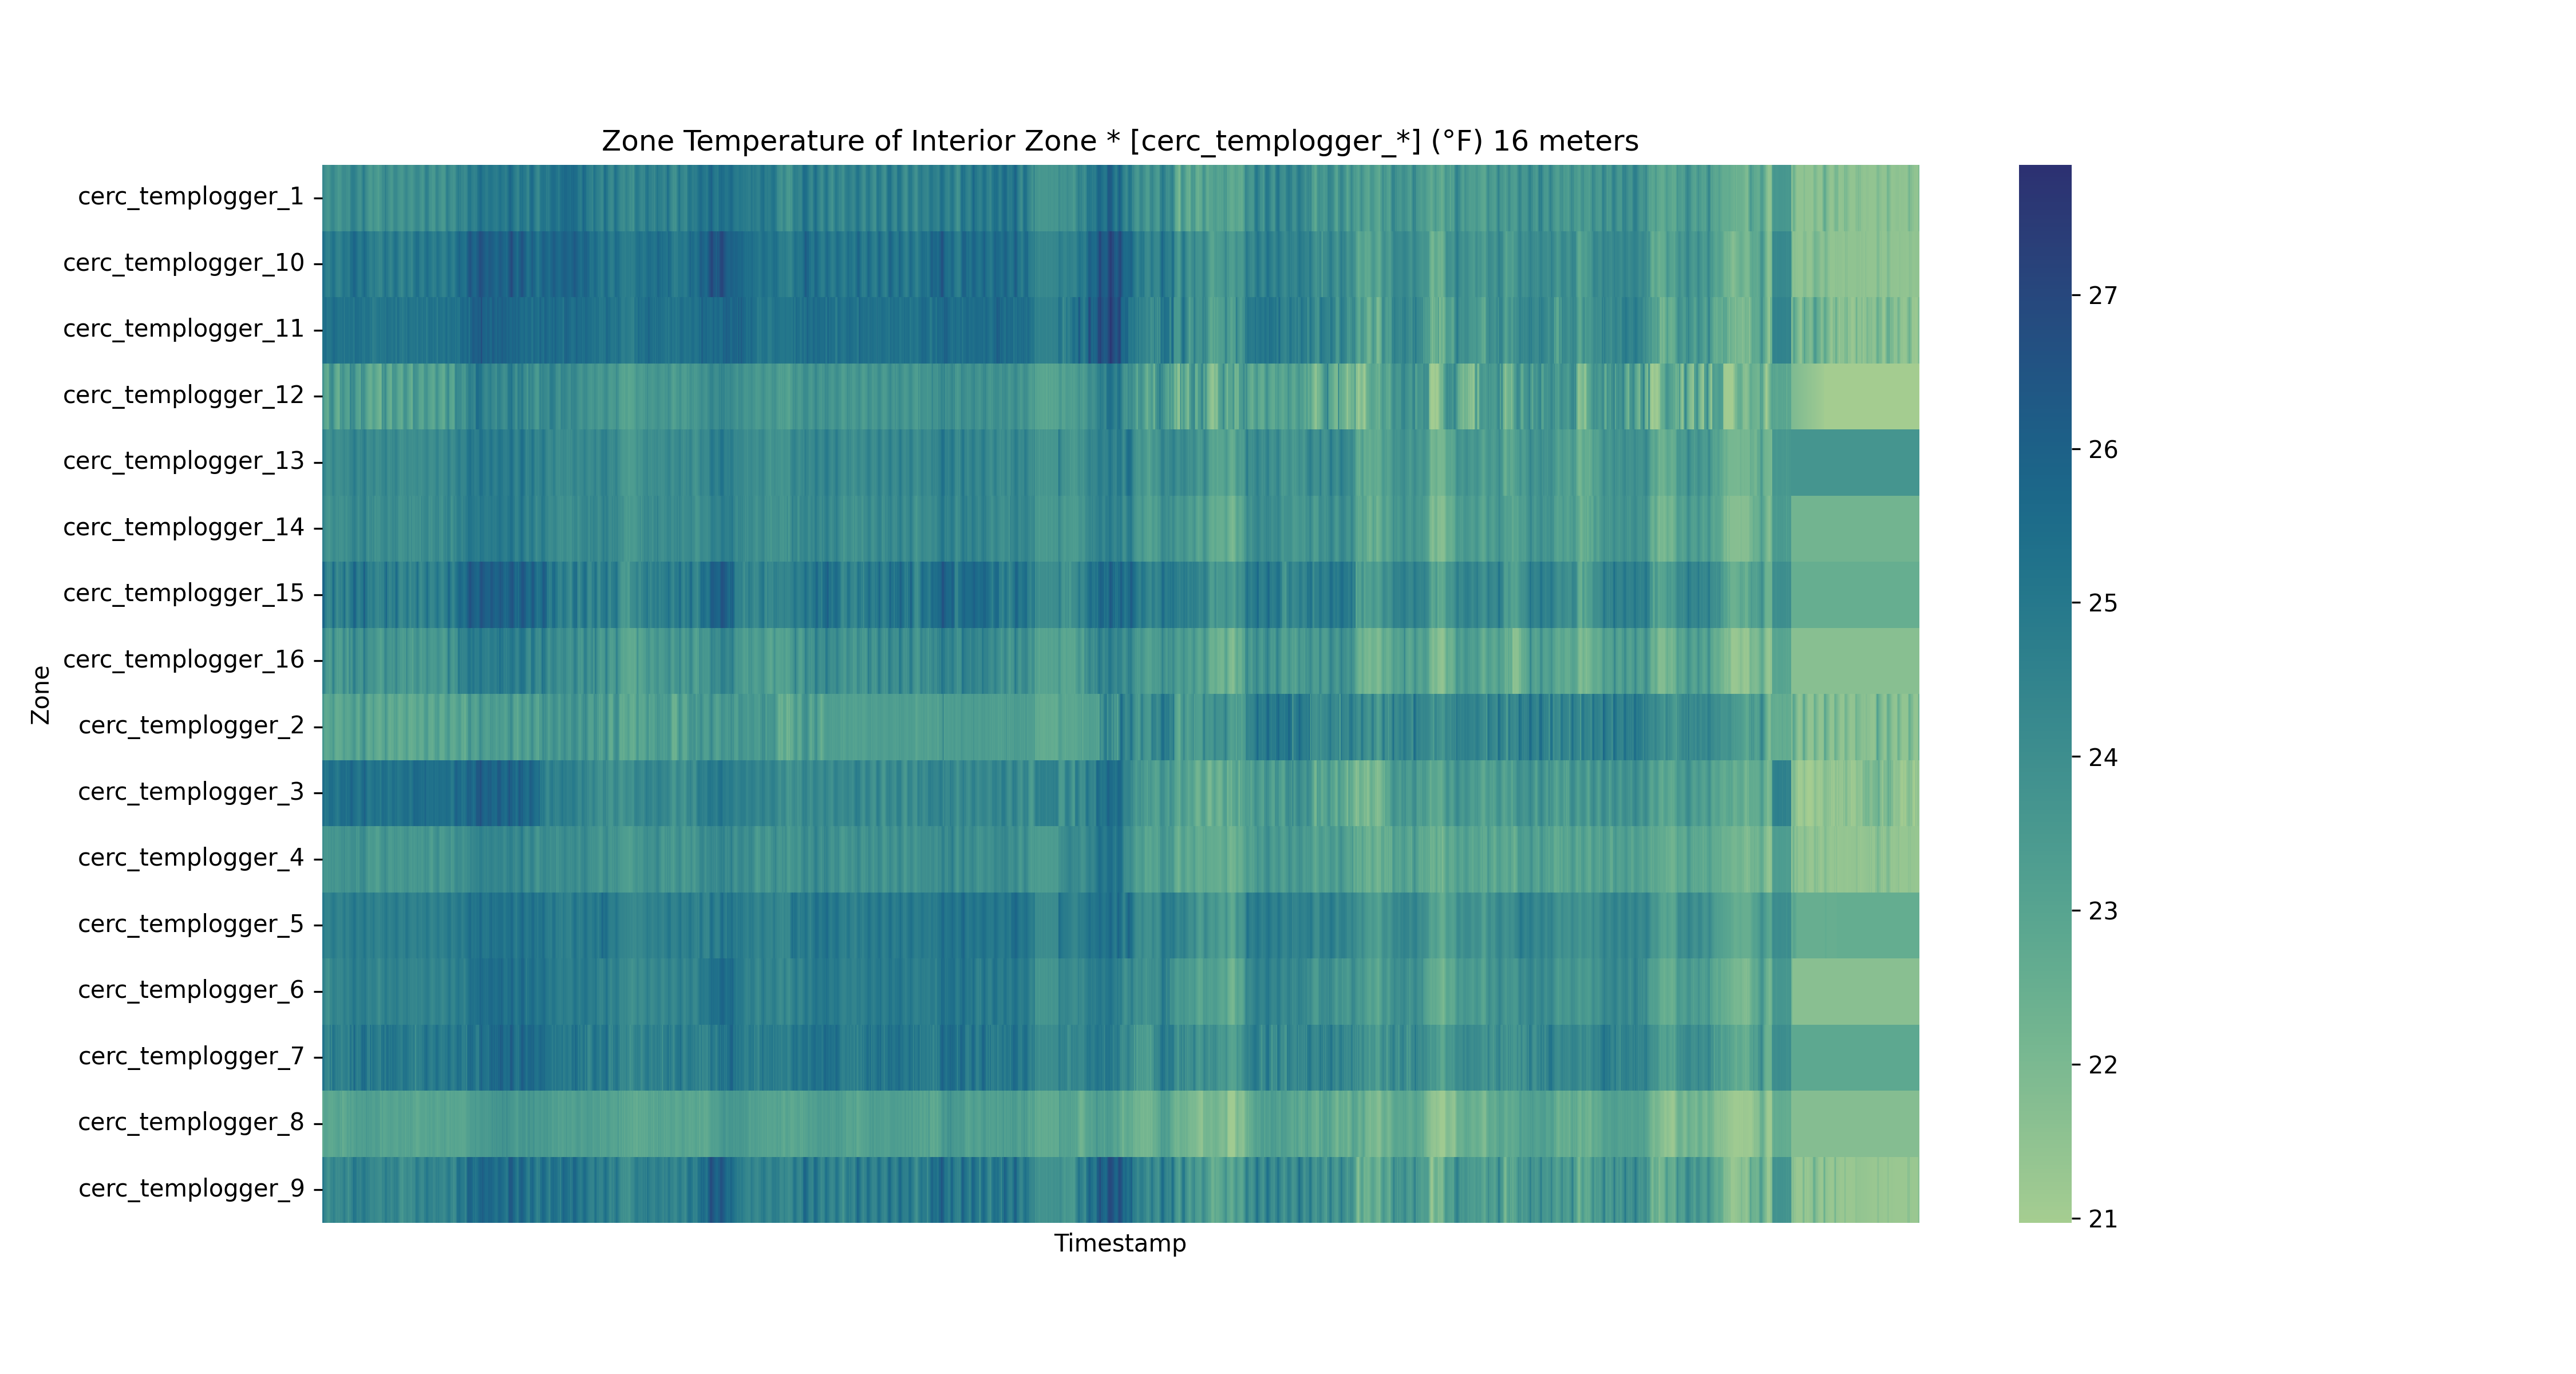 Zone Temperature of Interior Zone * [cerc_templogger_*] (°F) 16 meters
cerc_templogger_1
cerc_templogger_10
cerc_templogger_11
cerc_templogger_12
cerc_templogger_13
cerc_templogger_14
cerc_templogger_15
cerc_templogger_16
cerc_templogger_2
cerc_templogger_3
cerc_templogger_4
cerc_templogger_5
cerc_templogger_6
cerc_templogger_7
cerc_templogger_8
cerc_templogger_9
Zone
Timestamp
27
26
25
24
23
22
21